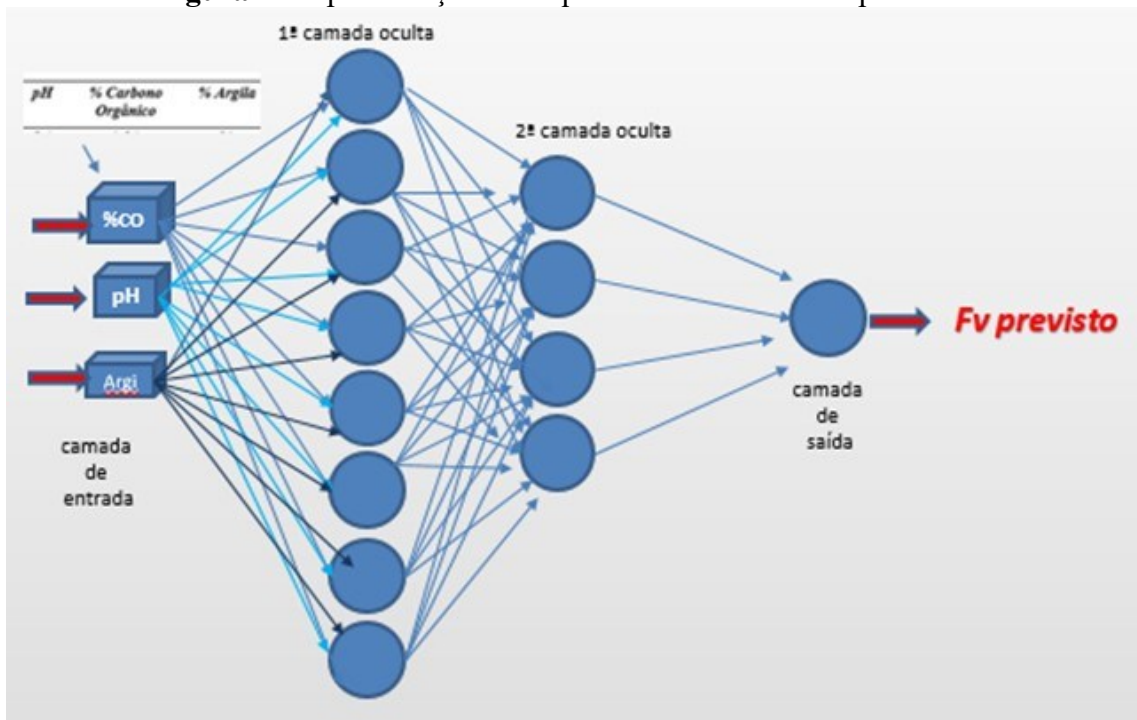 1ª camada oculta
pH % Carbono Orgânico % Argila
2ª camada oculta
%CO
pH
Argi
camada
de
entrada
camada
de
saída
Fv previsto